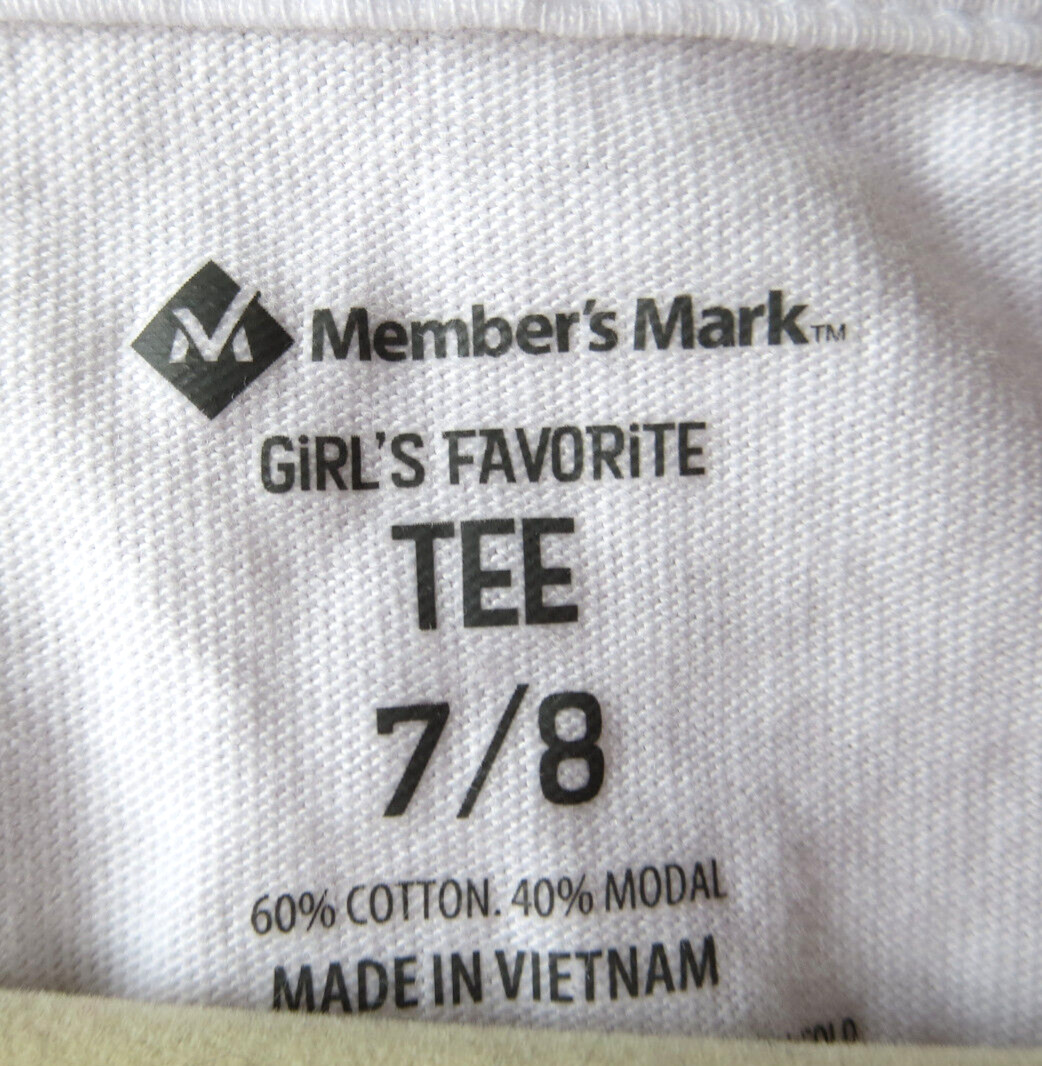 Member's Mark™
GiRL'S FAVORiTE
TEE
7/8
60% COTTON. 40% MODAL
MADE IN VIETNAM